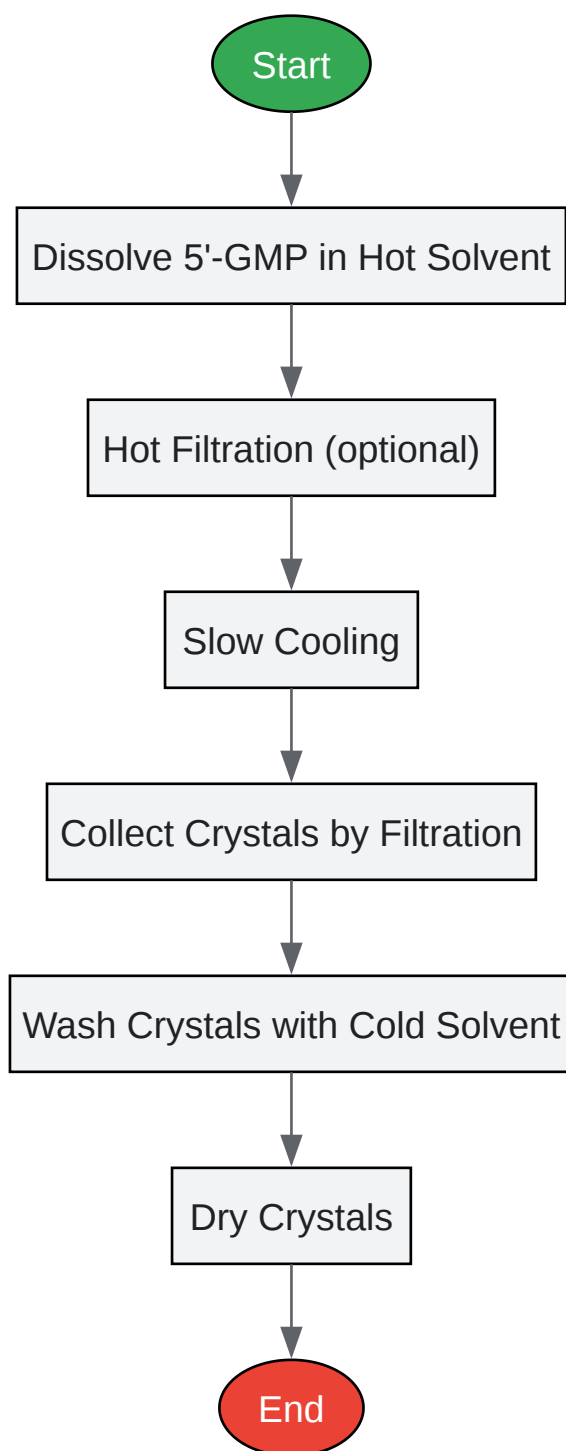 Start
Dissolve 5'-GMP in Hot Solvent
Hot Filtration (optional)
Slow Cooling
Collect Crystals by Filtration
Wash Crystals with Cold Solvent
Dry Crystals
End